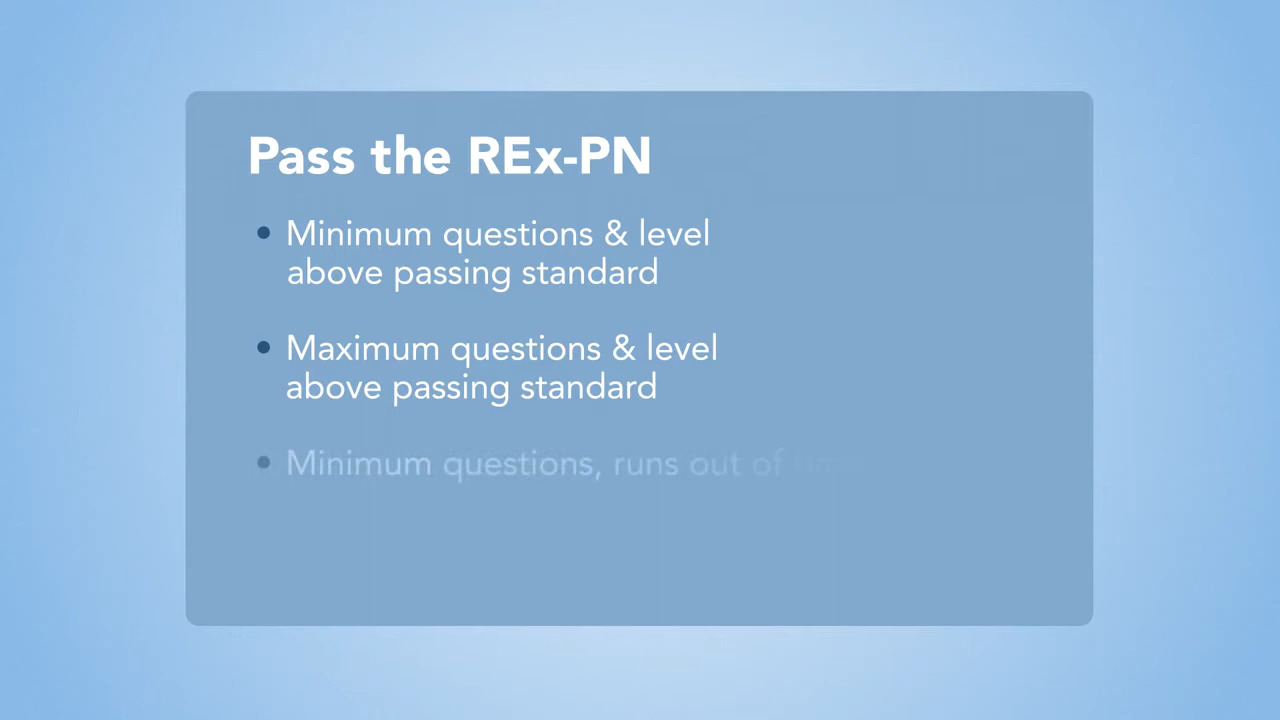 Pass the REx-PN
• Minimum questions & level
above passing standard
• Maximum questions & level
above passing standard
• Minimum questions, runs out of